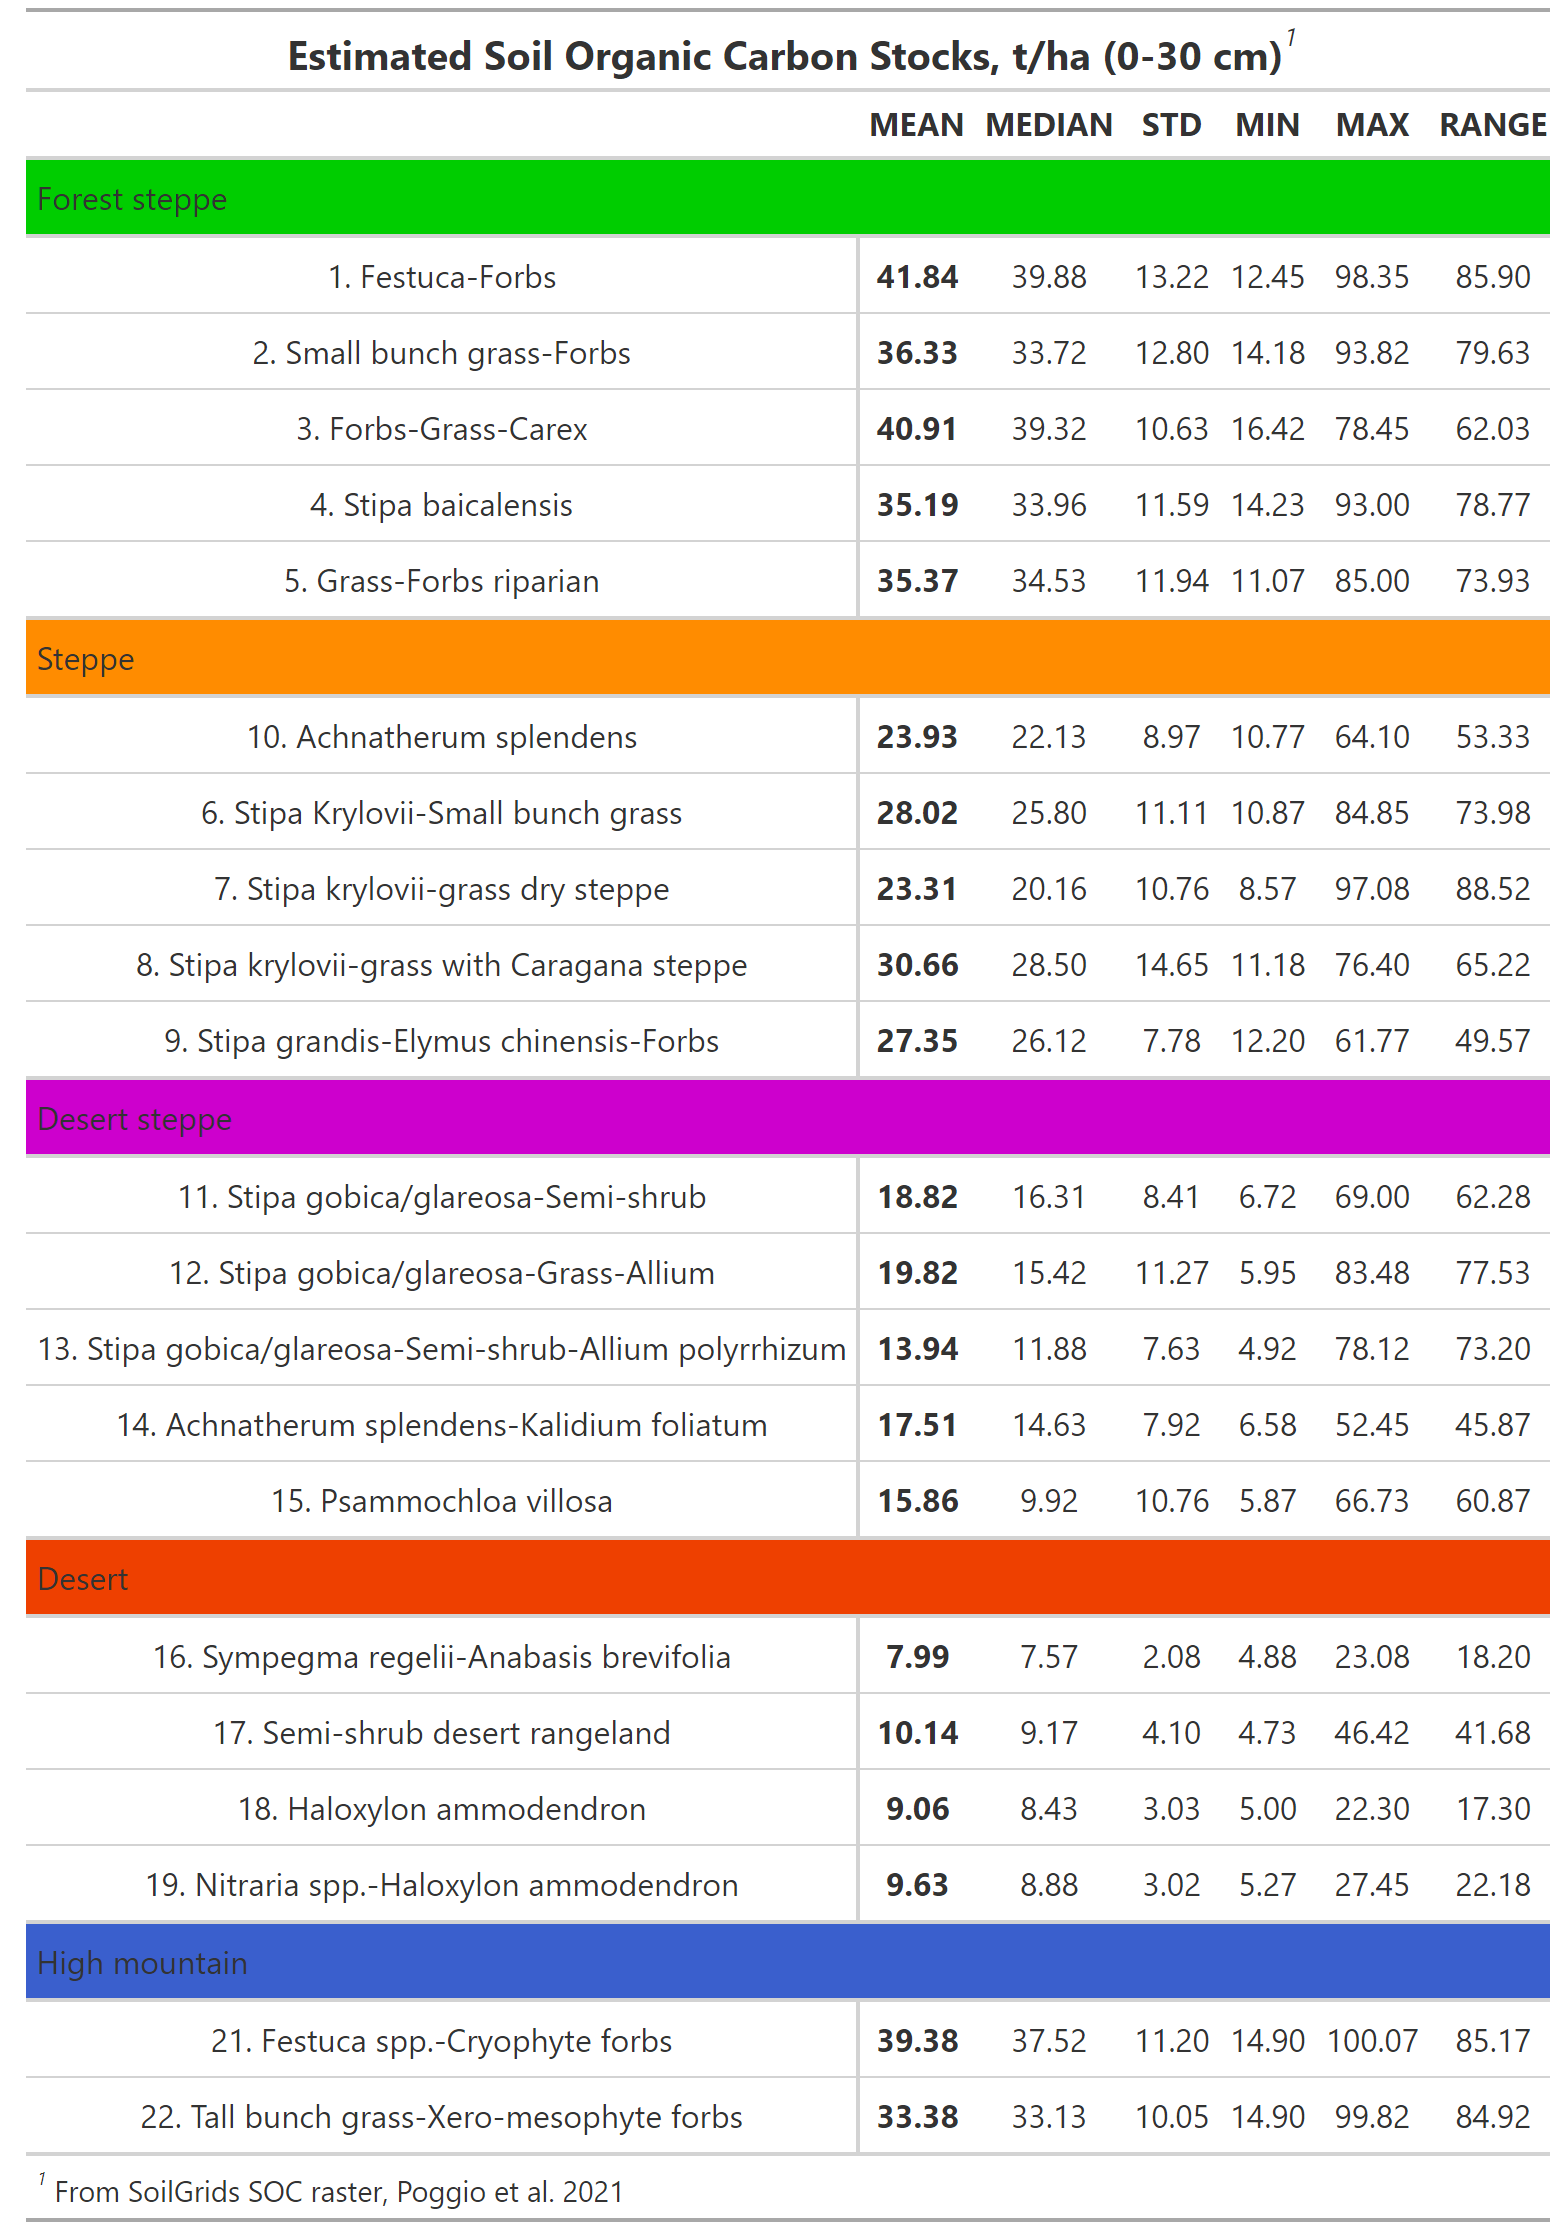 Estimated Soil Organic Carbon Stocks, t/ha (0-30 cm)1
MEAN MEDIAN STD MIN MAX RANGE
Forest steppe
1. Festuca-Forbs 41.84 39.88 13.22 12.45 98.35 85.90
2. Small bunch grass-Forbs 36.33 33.72 12.80 14.18 93.82 79.63
3. Forbs-Grass-Carex 40.91 39.32 10.63 16.42 78.45 62.03
4. Stipa baicalensis 35.19 33.96 11.59 14.23 93.00 78.77
5. Grass-Forbs riparian 35.37 34.53 11.94 11.07 85.00 73.93
Steppe
10. Achnatherum splendens 23.93 22.13 8.97 10.77 64.10 53.33
6. Stipa Krylovii-Small bunch grass 28.02 25.80 11.11 10.87 84.85 73.98
7. Stipa krylovii-grass dry steppe 23.31 20.16 10.76 8.57 97.08 88.52
8. Stipa krylovii-grass with Caragana steppe 30.66 28.50 14.65 11.18 76.40 65.22
9. Stipa grandis-Elymus chinensis-Forbs 27.35 26.12 7.78 12.20 61.77 49.57
Desert steppe
11. Stipa gobica/glareosa-Semi-shrub 18.82 16.31 8.41 6.72 69.00 62.28
12. Stipa gobica/glareosa-Grass-Allium 19.82 15.42 11.27 5.95 83.48 77.53
13. Stipa gobica/glareosa-Semi-shrub-Allium polyrrhizum 13.94 11.88 7.63 4.92 78.12 73.20
14. Achnatherum splendens-Kalidium foliatum 17.51 14.63 7.92 6.58 52.45 45.87
15. Psammochloa villosa 15.86 9.92 10.76 5.87 66.73 60.87
Desert
16. Sympegma regelii-Anabasis brevifolia 7.99 7.57 2.08 4.88 23.08 18.20
17. Semi-shrub desert rangeland 10.14 9.17 4.10 4.73 46.42 41.68
18. Haloxylon ammodendron 9.06 8.43 3.03 5.00 22.30 17.30
19. Nitraria spp.-Haloxylon ammodendron 9.63 8.88 3.02 5.27 27.45 22.18
High mountain
21. Festuca spp.-Cryophyte forbs 39.38 37.52 11.20 14.90 100.07 85.17
22. Tall bunch grass-Xero-mesophyte forbs 33.38 33.13 10.05 14.90 99.82 84.92
1 From SoilGrids SOC raster, Poggio et al. 2021